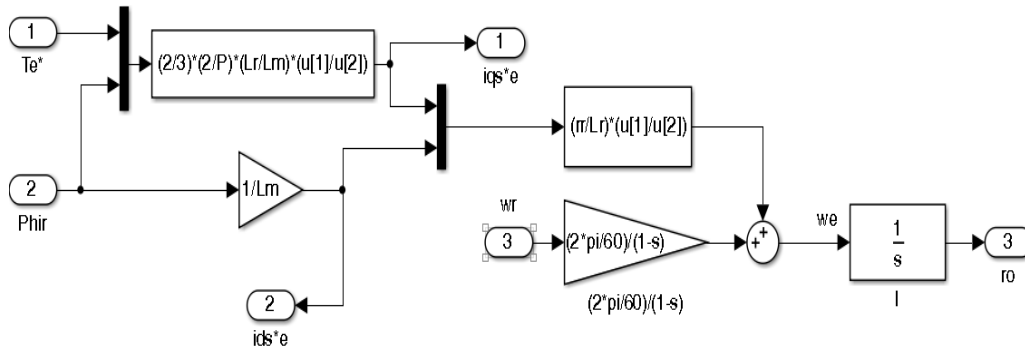 1
Te*
(2/3)*(2/P)*(Lr/Lm)*(u[1]/u[2])
1
iqs*e
2
Phir
1/Lm
(rr/Lr)*(u[1]/u[2])
wr
3
(2*pi/60)/(1-s)
(2*pi/60)/(1-s)
+
+
we
1
s
I
3
ro
2
ids*e